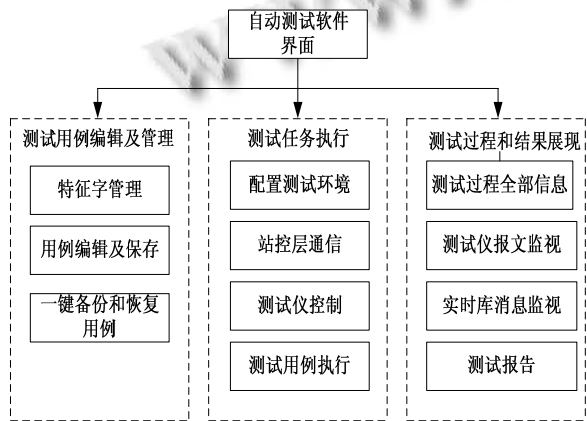 自动测试软件
界面
测试用例编辑及管理
特征字管理
用例编辑及保存
一键备份和恢复
用例
测试任务执行
配置测试环境
站控层通信
测试仪控制
测试用例执行
测试过程和结果展现
测试过程全部信息
测试仪报文监视
实时库消息监视
测试报告